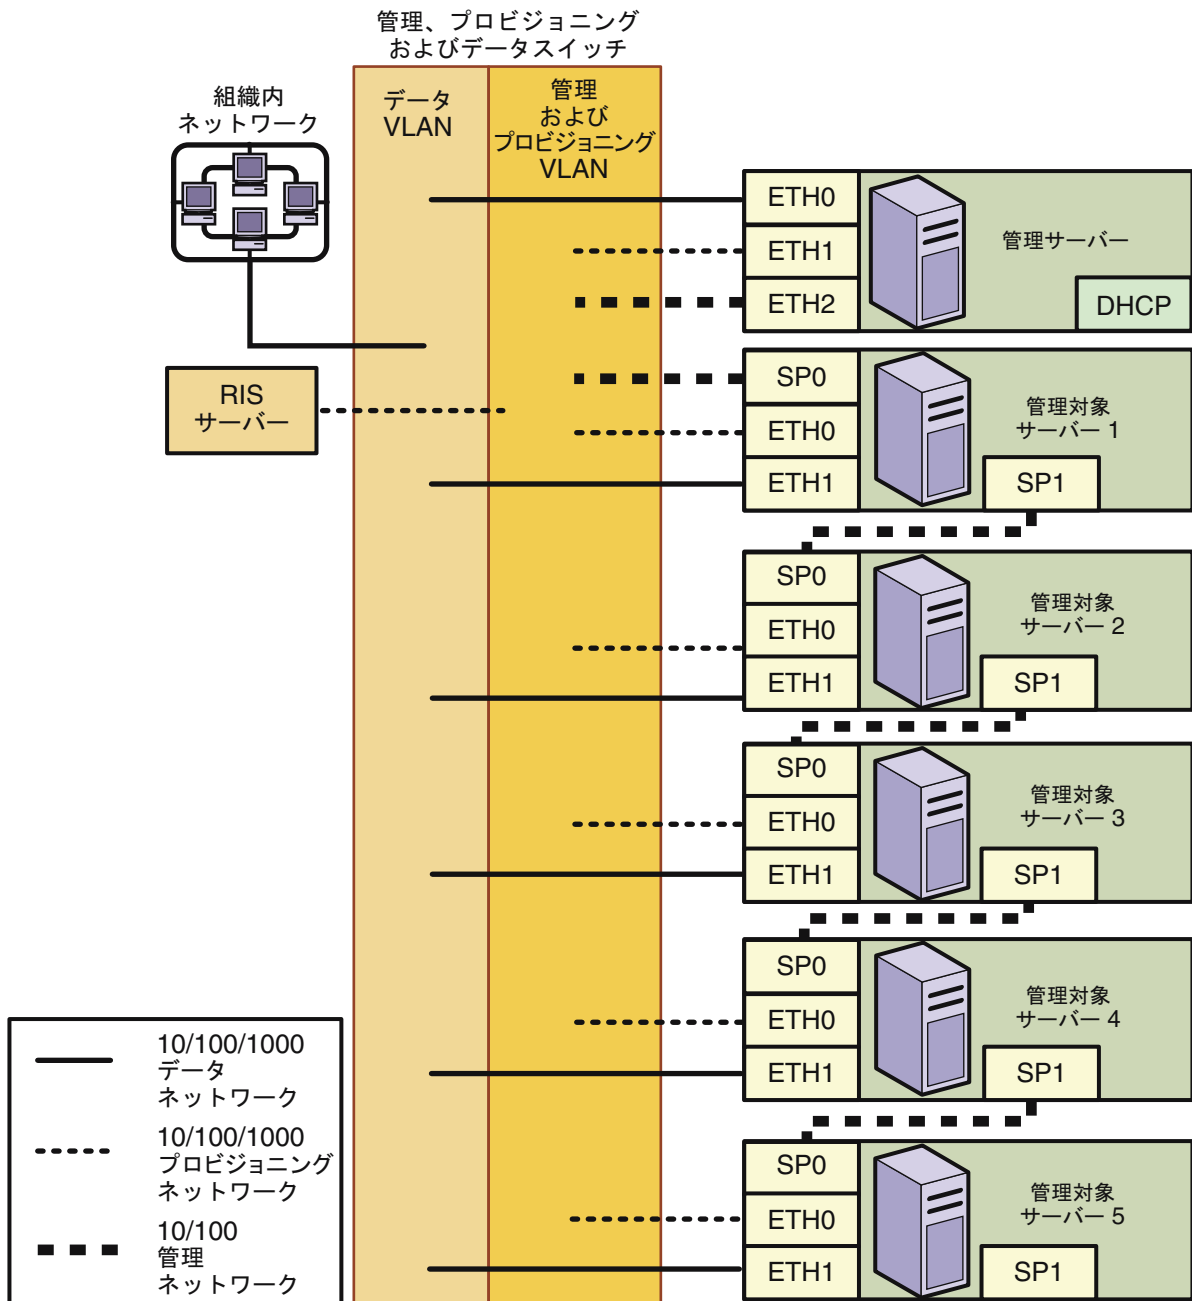 管理、プロビジョニング
およびデータスイッチ
組織内
ネットワーク
データ
VLAN
管理
および
プロビジョニング
VLAN
ETH0
ETH1
ETH2
管理サーバー
DHCP
RIS
サーバー
SP0
ETH0
ETH1
管理対象
サーバー 1
SP1
SP0
ETH0
ETH1
管理対象
サーバー 2
SP1
SP0
ETH0
ETH1
管理対象
サーバー 3
SP1
SP0
ETH0
ETH1
管理対象
サーバー 4
SP1
SP0
ETH0
ETH1
管理対象
サーバー 5
SP1
10/100/1000
データ
ネットワーク
10/100/1000
プロビジョニング
ネットワーク
10/100
管理
ネットワーク